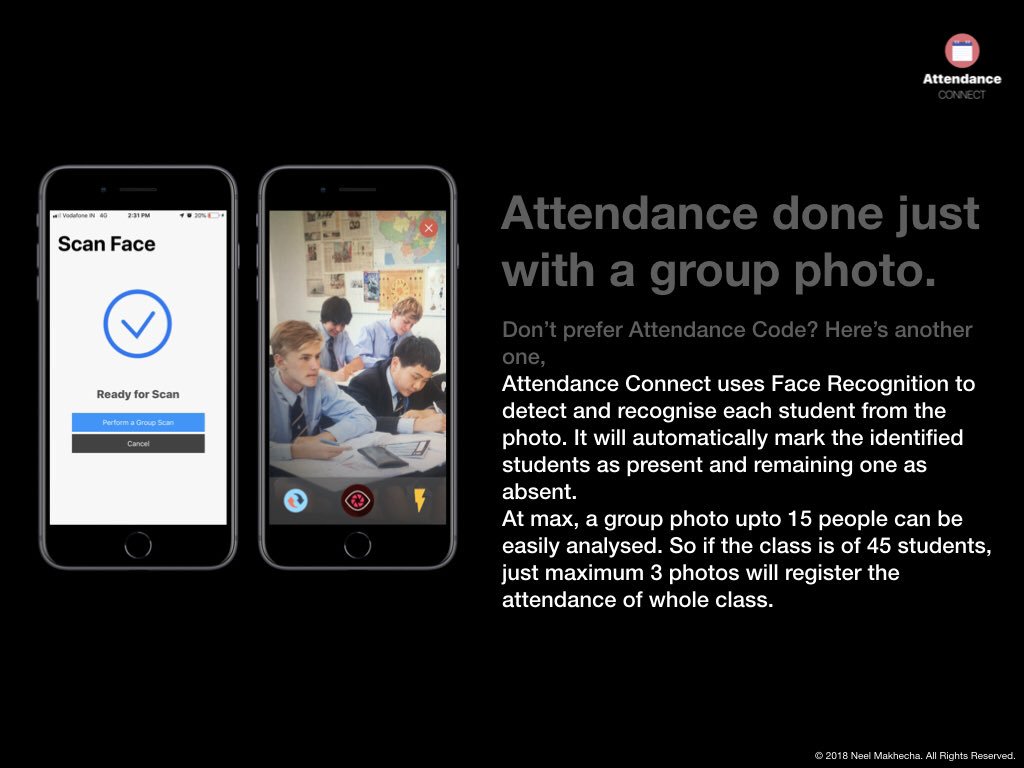 Attendance
CONNECT
Vodafone IN 4G 2:31 PM 20%
Scan Face
Ready for Scan
Perform a Group Scan
Cancel
Attendance done just
with a group photo.
Don’t prefer Attendance Code? Here’s another
one,
Attendance Connect uses Face Recognition to
detect and recognise each student from the
photo. It will automatically mark the identified
students as present and remaining one as
absent.
At max, a group photo upto 15 people can be
easily analysed. So if the class is of 45 students,
just maximum 3 photos will register the
attendance of whole class.
© 2018 Neel Makhecha. All Rights Reserved.